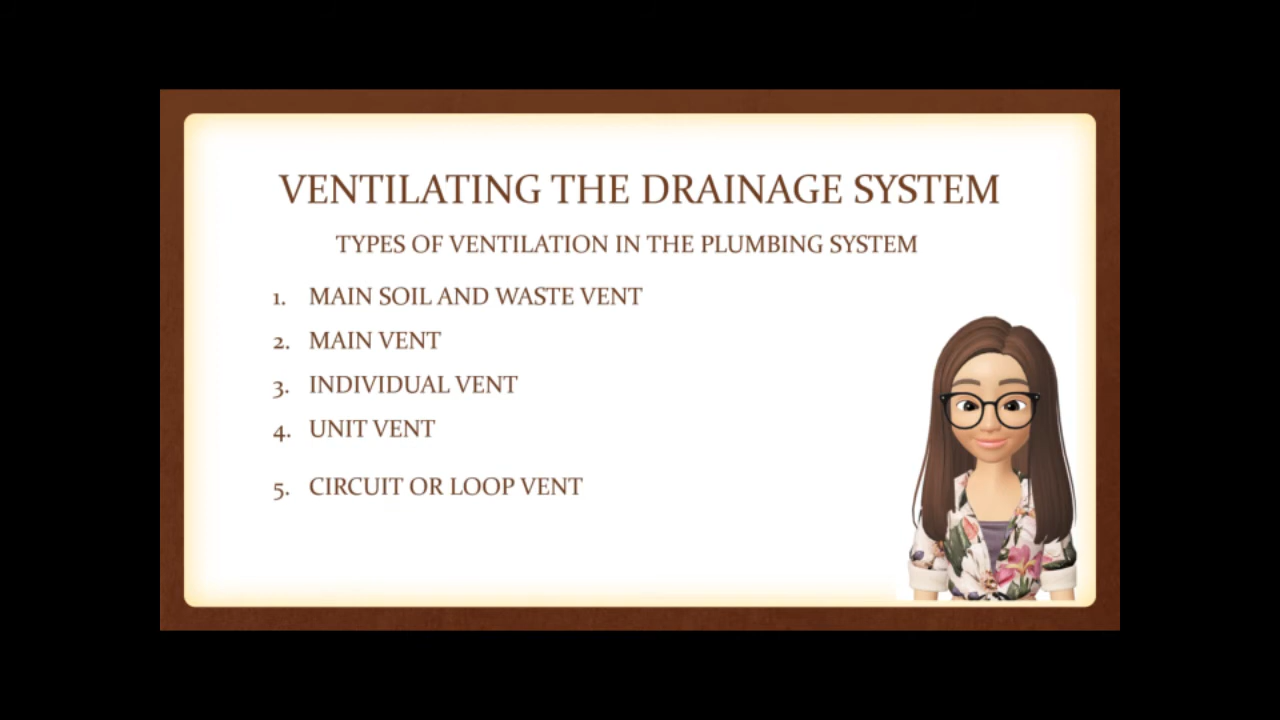 VENTILATING THE DRAINAGE SYSTEM
TYPES OF VENTILATION IN THE PLUMBING SYSTEM
1. MAIN SOIL AND WASTE VENT
2. MAIN VENT
3. INDIVIDUAL VENT
4. UNIT VENT
5. CIRCUIT OR LOOP VENT